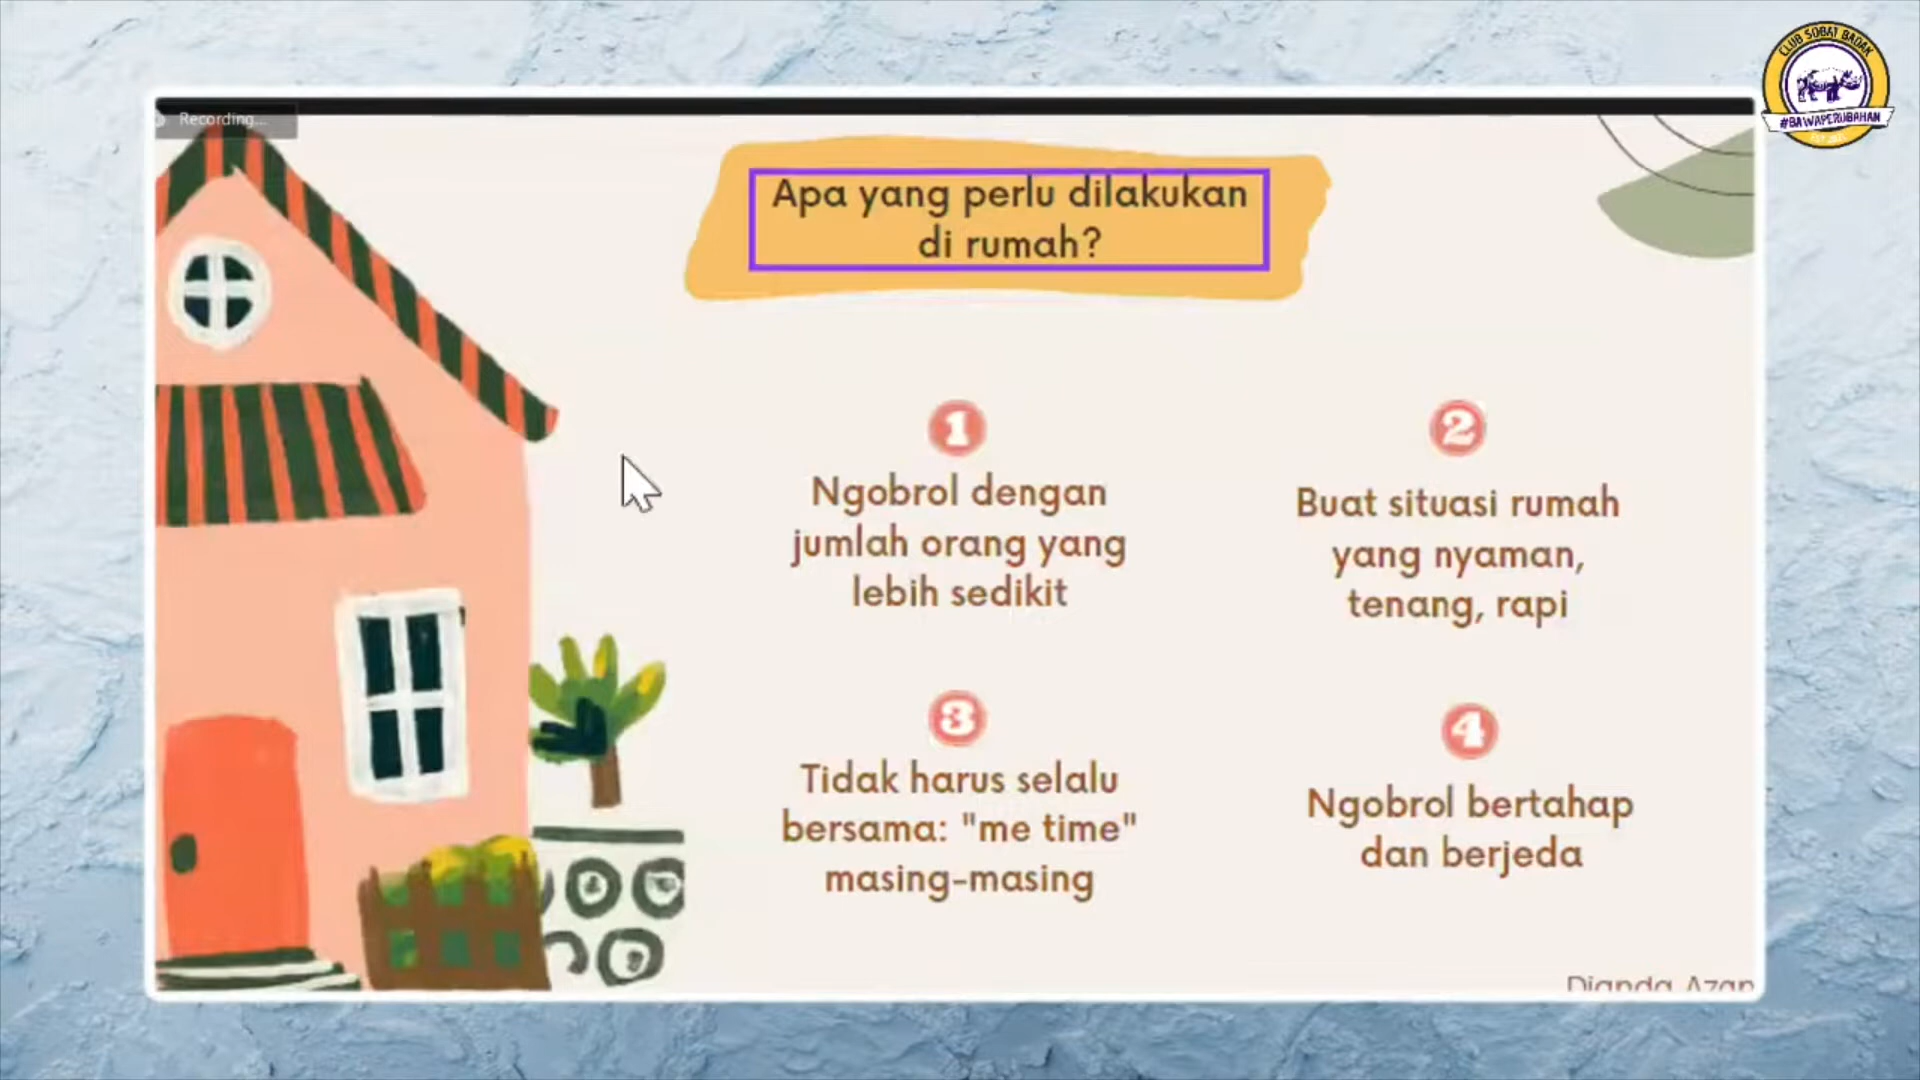 CLUB SOBAT BADAK
#BAWAPERUBAHAN
Recording...
Apa yang perlu dilakukan
di rumah?
1
Ngobrol dengan
jumlah orang yang
lebih sedikit
2
Buat situasi rumah
yang nyaman,
tenang, rapi
3
Tidak harus selalu
bersama: "me time"
masing-masing
4
Ngobrol bertahap
dan berjeda
Dianda Azan